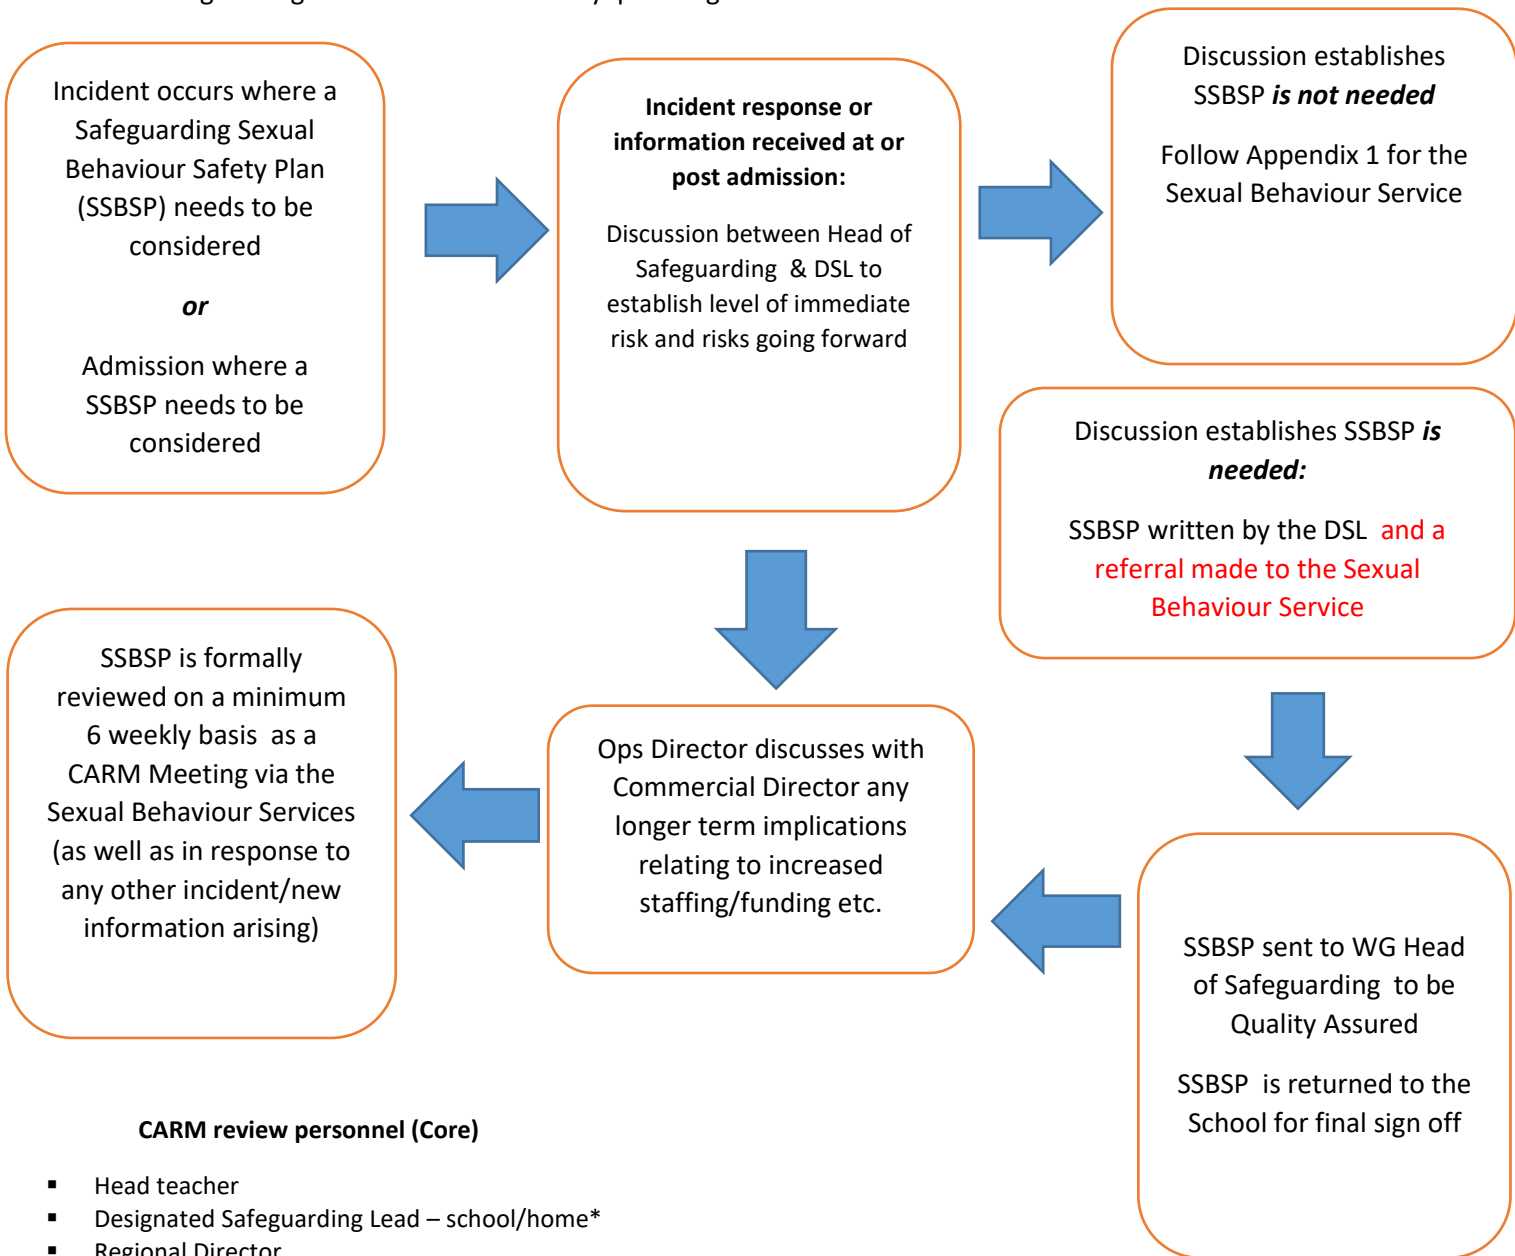 Incident occurs where a
Safeguarding Sexual
Behaviour Safety Plan
(SSBSP) needs to be
considered
or
Admission where a
SSBSP needs to be
considered
Incident response or
information received at or
post admission:
Discussion between Head of
Safeguarding & DSL to
establish level of immediate
risk and risks going forward
Discussion establishes
SSBSP is not needed
Follow Appendix 1 for the
Sexual Behaviour Service
Discussion establishes SSBSP is
needed:
SSBSP written by the DSL and a
referral made to the Sexual
Behaviour Service
SSBSP sent to WG Head
of Safeguarding to be
Quality Assured
SSBSP is returned to the
School for final sign off
Ops Director discusses with
Commercial Director any
longer term implications
relating to increased
staffing/funding etc.
SSBSP is formally
reviewed on a minimum
6 weekly basis as a
CARM Meeting via the
Sexual Behaviour Services
(as well as in response to
any other incident/new
information arising)
CARM review personnel (Core)
▪ Head teacher
▪ Designated Safeguarding Lead – school/home*
▪ Regional Director